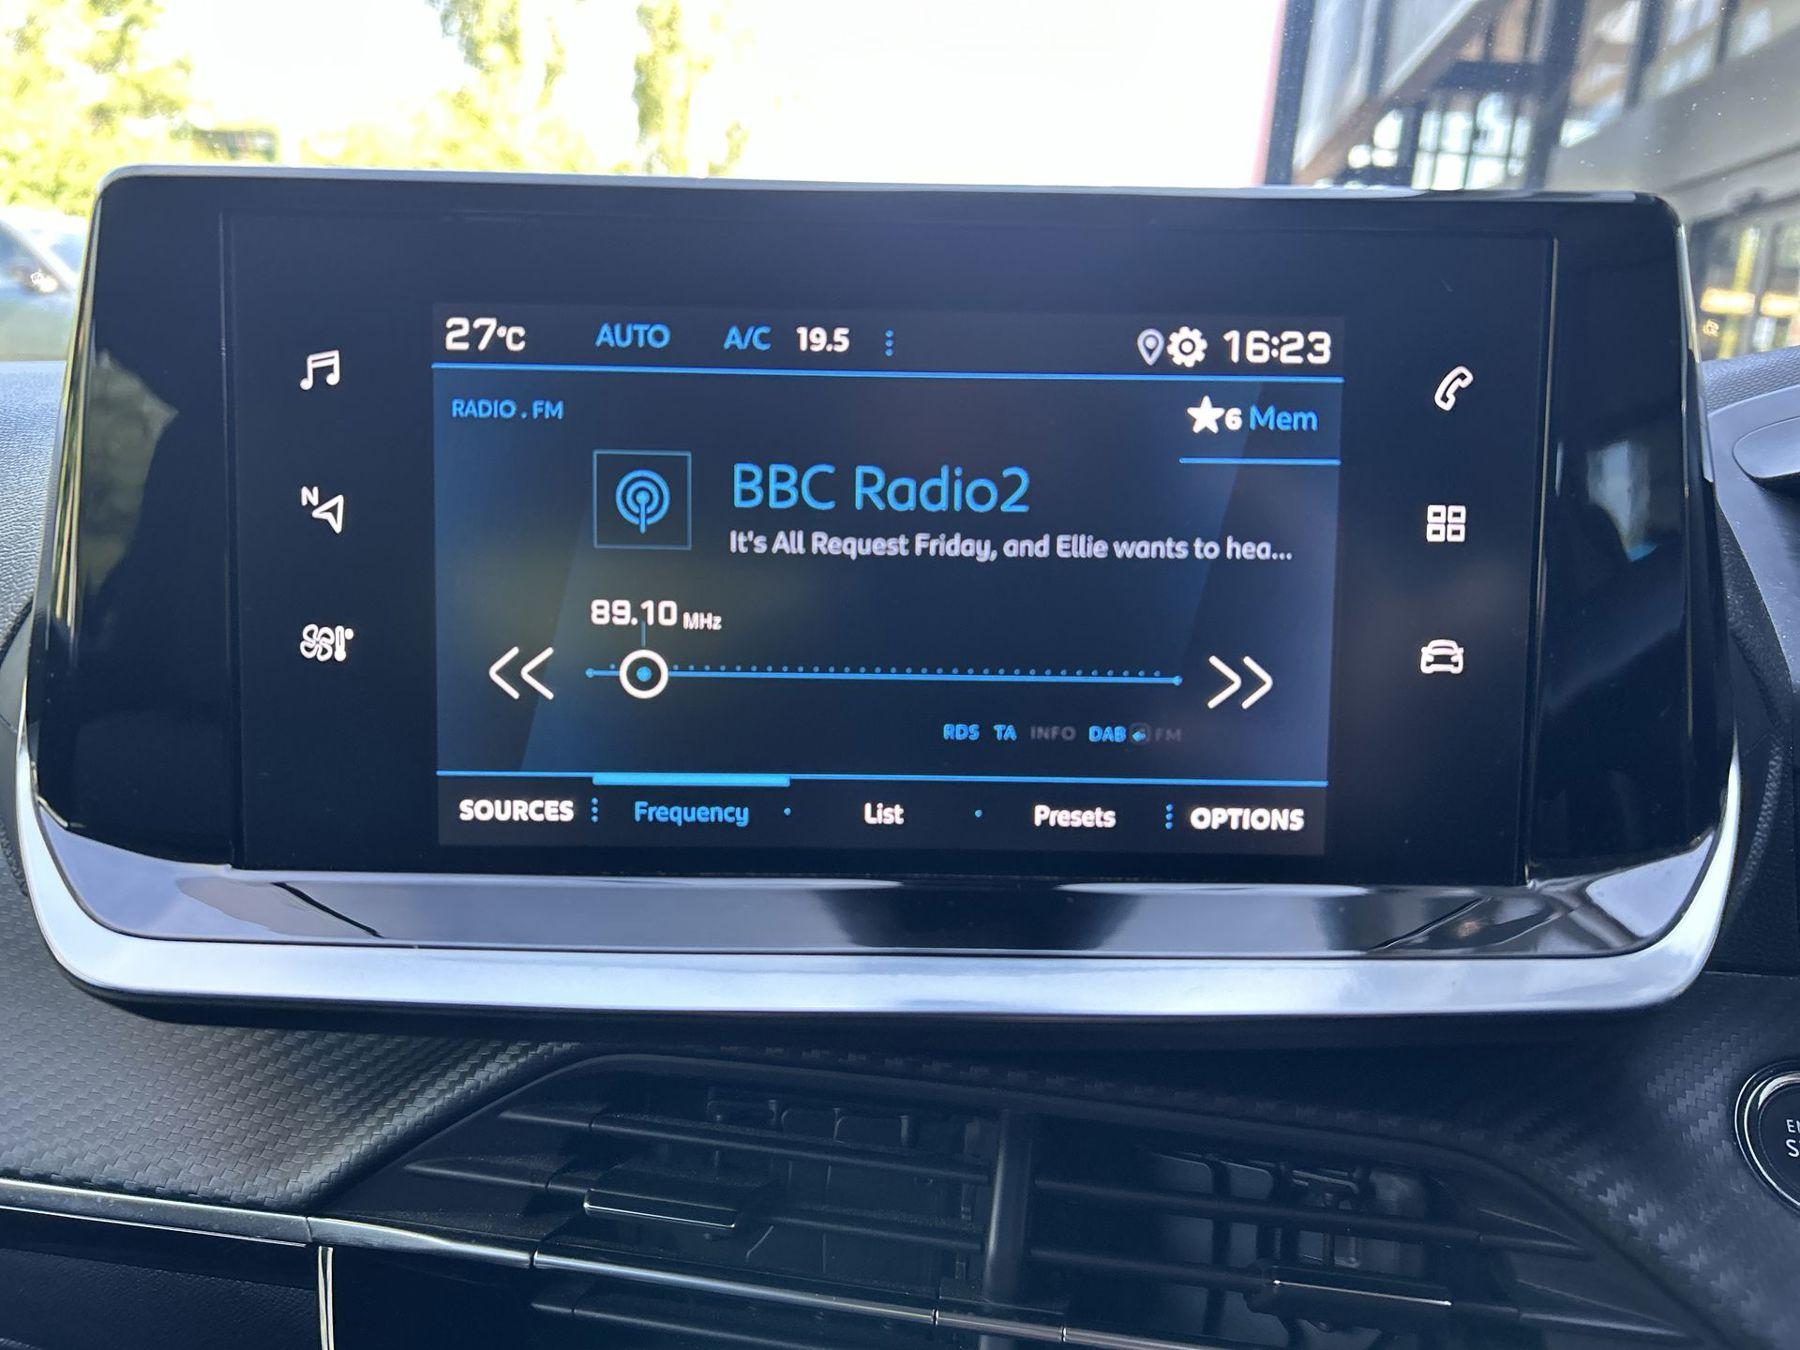 27°C AUTO A/C 19.5 16:23
RADIO . FM
6 Mem
BBC Radio2
It's All Request Friday, and Ellie wants to hea...
N
89.10 MHz
RDS TA INFO DAB FM
SOURCES Frequency List Presets OPTIONS